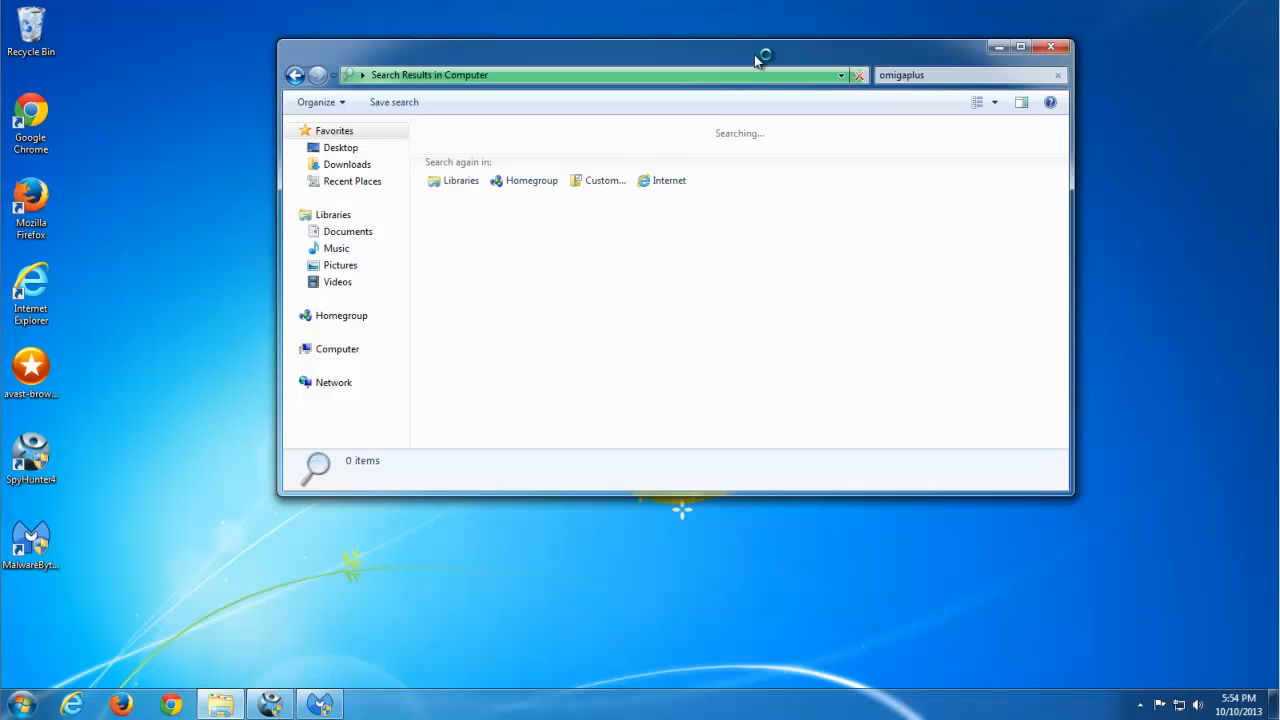 Recycle Bin
Google
Chrome
Mozilla
Firefox
Internet
Explorer
avast-brow...
SpyHunter4
MalwareByt...
Search Results in Computer
omigaplus
Organize
Save search
Favorites
Desktop
Downloads
Recent Places
Libraries
Documents
Music
Pictures
Videos
Homegroup
Computer
Network
Searching...
Search again in:
Libraries Homegroup Custom... Internet
0 items
5:54 PM
10/10/2013